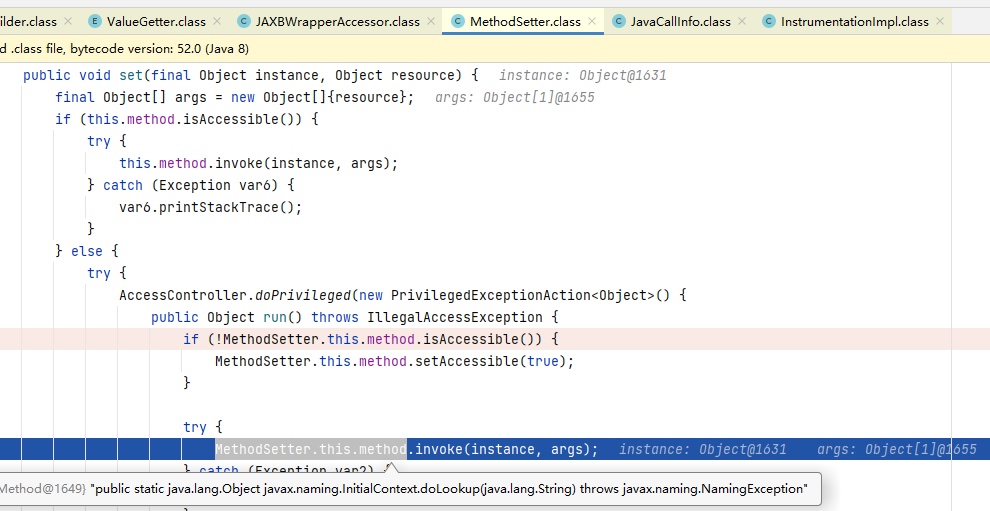 ilder.class × ValueGetter.class × JAXBWrapperAccessor.class × MethodSetter.class × JavaCallInfo.class × InstrumentationImpl.class ×
d .class file, bytecode version: 52.0 (Java 8)
public void set(final Object instance, Object resource) { instance: Object@1631
final Object[] args = new Object[]{resource}; args: Object[1]@1655
if (this.method.isAccessible()) {
try {
this.method.invoke(instance, args);
} catch (Exception var6) {
var6.printStackTrace();
}
} else {
try {
AccessController.doPrivileged(new PrivilegedExceptionAction<Object>() {
public Object run() throws IllegalAccessException {
if (!MethodSetter.this.method.isAccessible()) {
MethodSetter.this.method.setAccessible(true);
}
try {
MethodSetter.this.method.invoke(instance, args); instance: Object@1631 args: Object[1]@1655
} catch (Exception var2) {
Method@1649} "public static java.lang.Object javax.naming.InitialContext.doLookup(java.lang.String) throws javax.naming.NamingException"
}